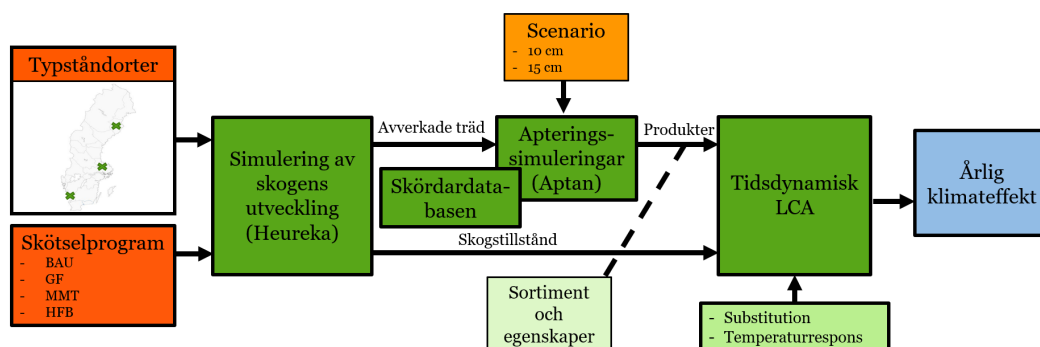 Typståndorter
Skötselprogram
- BAU
- GF
- MMT
- HFB
Simulering av
skogens
utveckling
(Heureka)
Avverkade träd
Skogstillstånd
Scenario
- 10 cm
- 15 cm
Apterings-
simuleringar
(Aptan)
Skördardata-
basen
Produkter
Sortiment
och
egenskaper
Tidsdynamisk
LCA
- Substitution
- Temperaturrespons
Årlig
klimateffekt